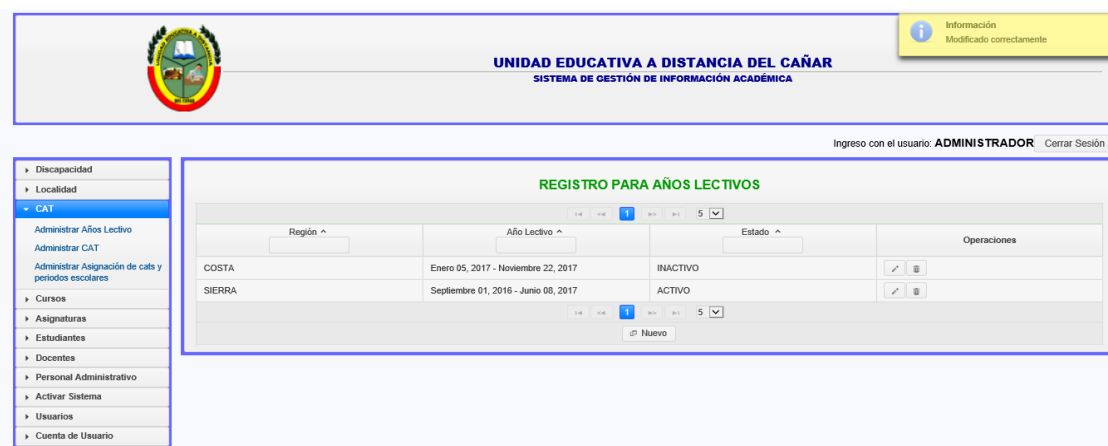 Información
Modificado correctamente
UNIDAD EDUCATIVA A DISTANCIA DEL CAÑAR
SISTEMA DE GESTIÓN DE INFORMACIÓN ACADÉMICA
Ingreso con el usuario: ADMINISTRADOR Cerrar Sesión
Discapacidad
Localidad
CAT
Administrar Años Lectivo
Administrar CAT
Administrar Asignación de cats y
periodos escolares
Cursos
Asignaturas
Estudiantes
Docentes
Personal Administrativo
Activar Sistema
Usuarios
Cuenta de Usuario
REGISTRO PARA AÑOS LECTIVOS
1 5
Región Año Lectivo Estado Operaciones
COSTA Enero 05, 2017 - Noviembre 22, 2017 INACTIVO
SIERRA Septiembre 01, 2016 - Junio 08, 2017 ACTIVO
1 5
Nuevo